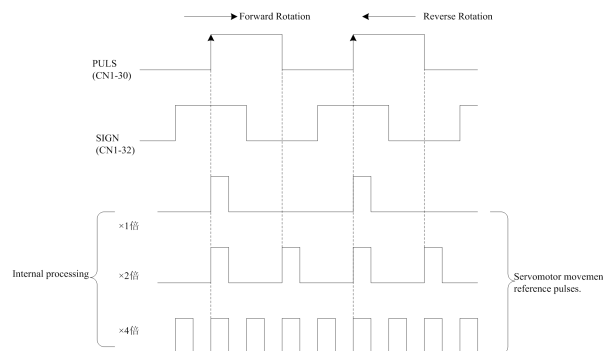 Forward Rotation
Reverse Rotation
PULS
(CN1-30)
SIGN
(CN1-32)
×1倍
Internal processing
×2倍
Servomotor movemen
reference pulses.
×4倍